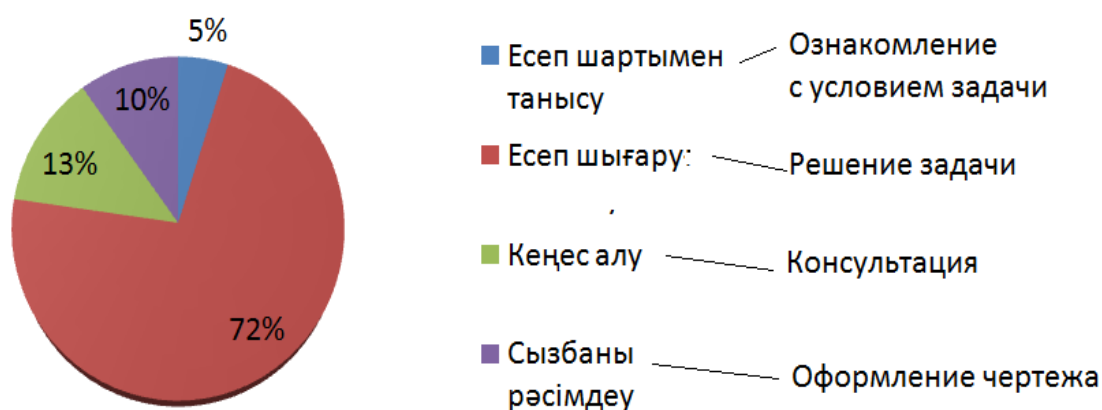 5%
10%
13%
72%
Есеп шартымен
танысу
Ознакомление
с условием задачи
Есеп шығару:
Решение задачи
,
Кеңес алу
Консультация
Сызбаны
рәсімдеу
Оформление чертежа